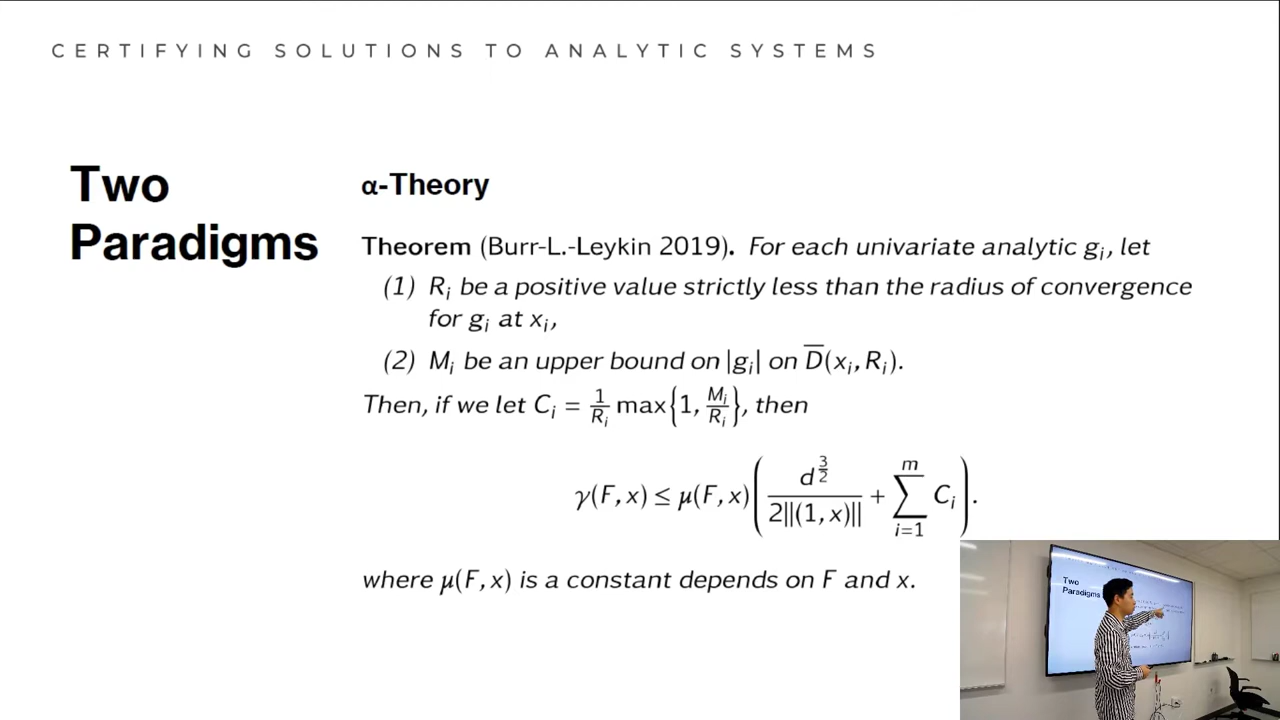 CERTIFYING SOLUTIONS TO ANALYTIC SYSTEMS
Two
Paradigms
α-Theory
Theorem (Burr-L.-Leykin 2019). For each univariate analytic gᵢ, let
(1) Rᵢ be a positive value strictly less than the radius of convergence
for gᵢ at xᵢ,
(2) Mᵢ be an upper bound on |gᵢ| on D̅(xᵢ, Rᵢ).
Then, if we let Cᵢ = 1/Rᵢ max{1, Mᵢ/Rᵢ}, then
γ(F, x) ≤ μ(F, x) ( d^(3/2) / 2||(1, x)|| + ∑_{i=1}^{m} Cᵢ ).
where μ(F, x) is a constant depends on F and x.
Two
Paradigms